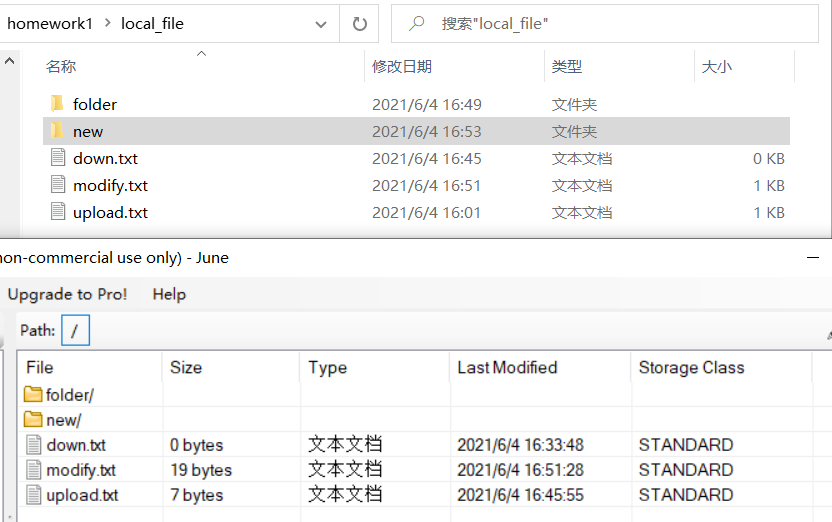 homework1 › local_file 搜索"local_file"
名称 修改日期 类型 大小
folder 2021/6/4 16:49 文件夹
new 2021/6/4 16:53 文件夹
down.txt 2021/6/4 16:45 文本文档 0 KB
modify.txt 2021/6/4 16:51 文本文档 1 KB
upload.txt 2021/6/4 16:01 文本文档 1 KB
non-commercial use only) - June
Upgrade to Pro! Help
Path: /
File Size Type Last Modified Storage Class
folder/
new/
down.txt 0 bytes 文本文档 2021/6/4 16:33:48 STANDARD
modify.txt 19 bytes 文本文档 2021/6/4 16:51:28 STANDARD
upload.txt 7 bytes 文本文档 2021/6/4 16:45:55 STANDARD